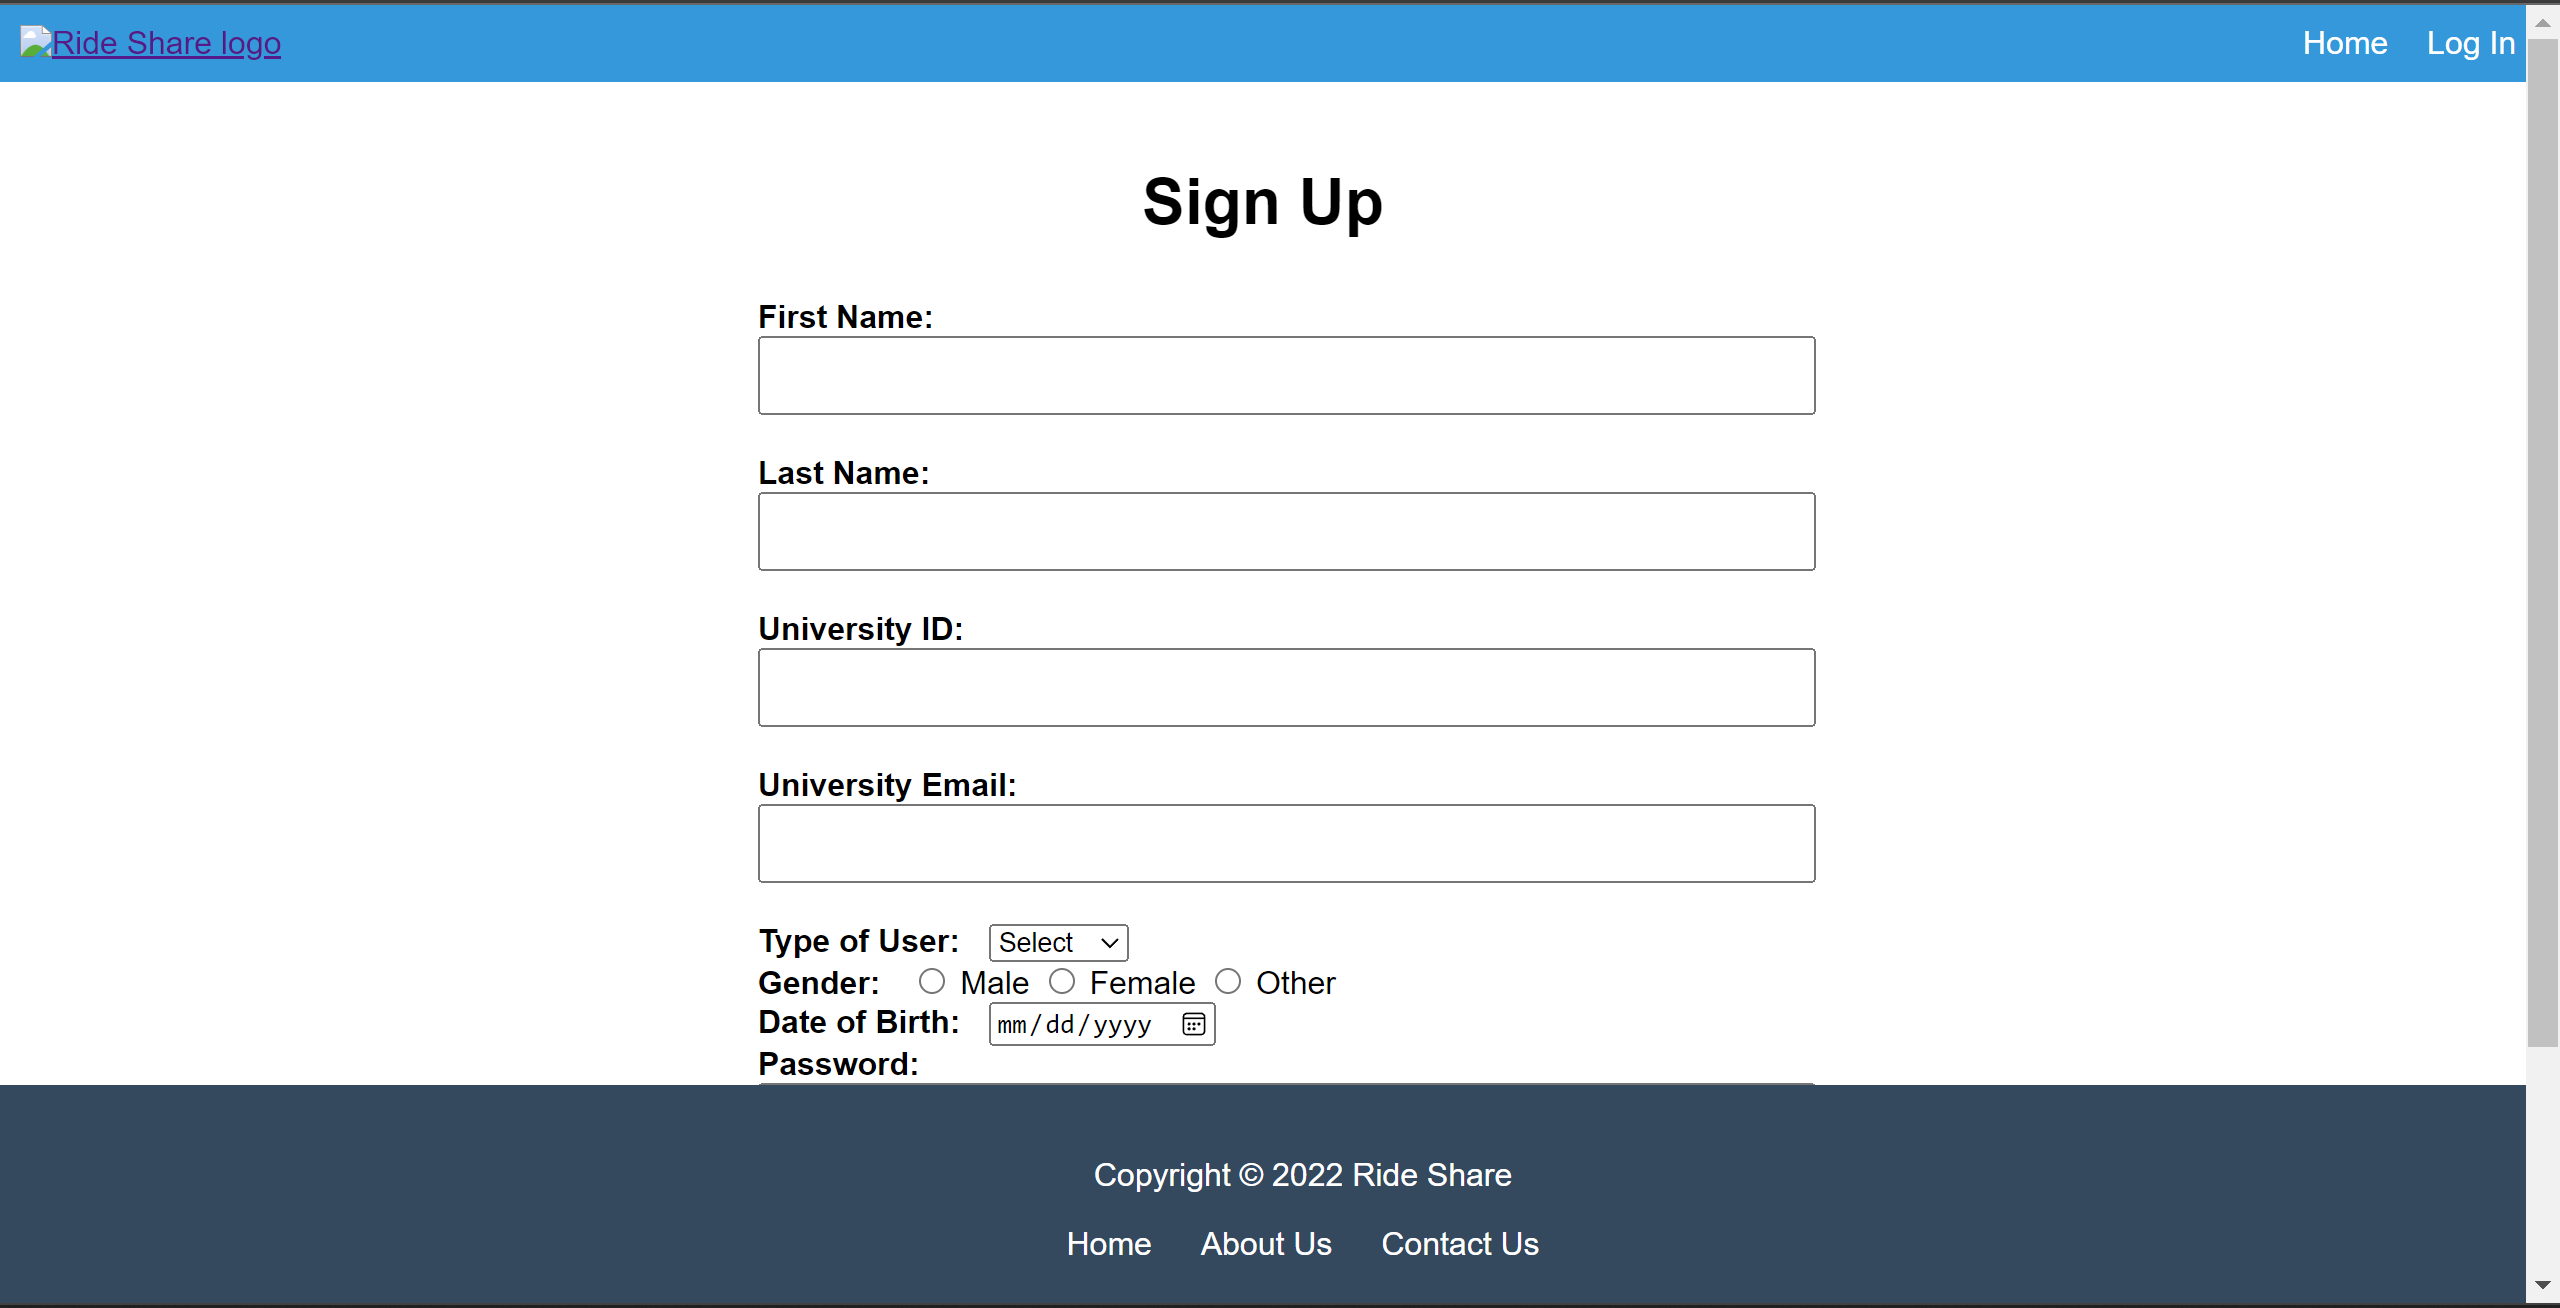 Ride Share logo
Home Log In
Sign Up
First Name:
Last Name:
University ID:
University Email:
Type of User: Select
Gender: Male Female Other
Date of Birth: mm/dd/yyyy
Password:
Copyright © 2022 Ride Share
Home About Us Contact Us